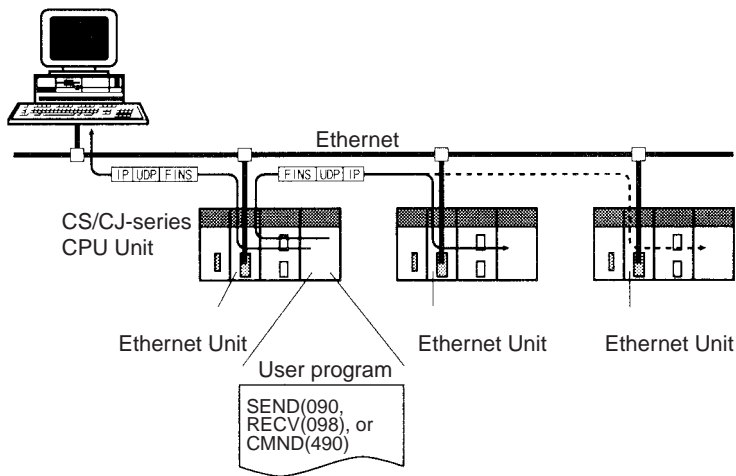 Ethernet
IP UDP FINS
FINS UDP IP
CS/CJ-series
CPU Unit
Ethernet Unit
Ethernet Unit
Ethernet Unit
User program
SEND(090,
RECV(098), or
CMND(490)